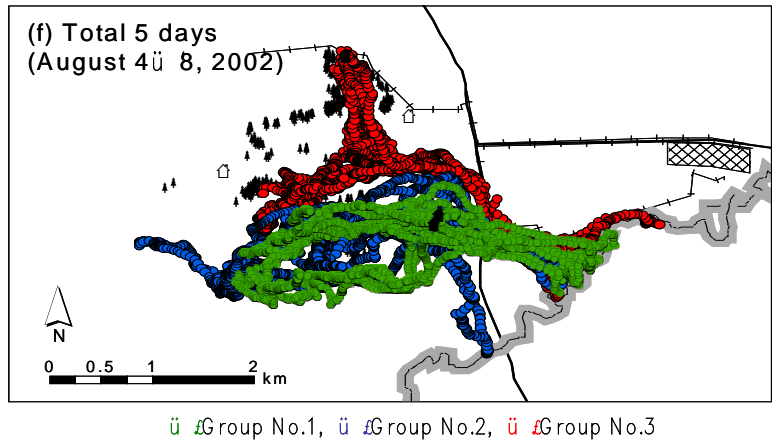 (f) Total 5 days
(August 4ü 8, 2002)
N
0 0.5 1 2
km
ü £Group No.1, ü £Group No.2, ü £Group No.3